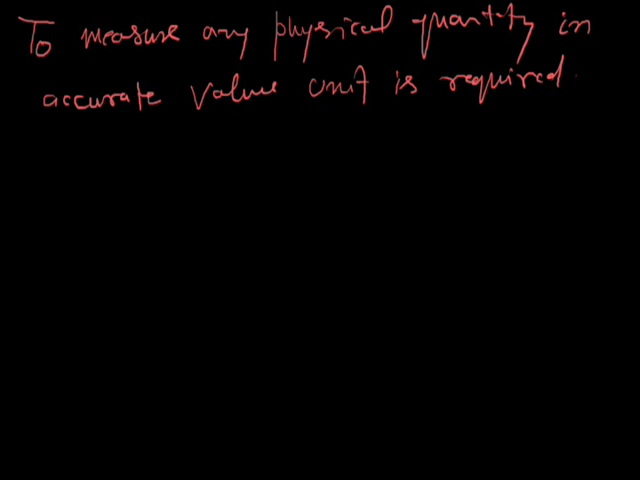 To measure any physical quantity in
accurate value unit is required.